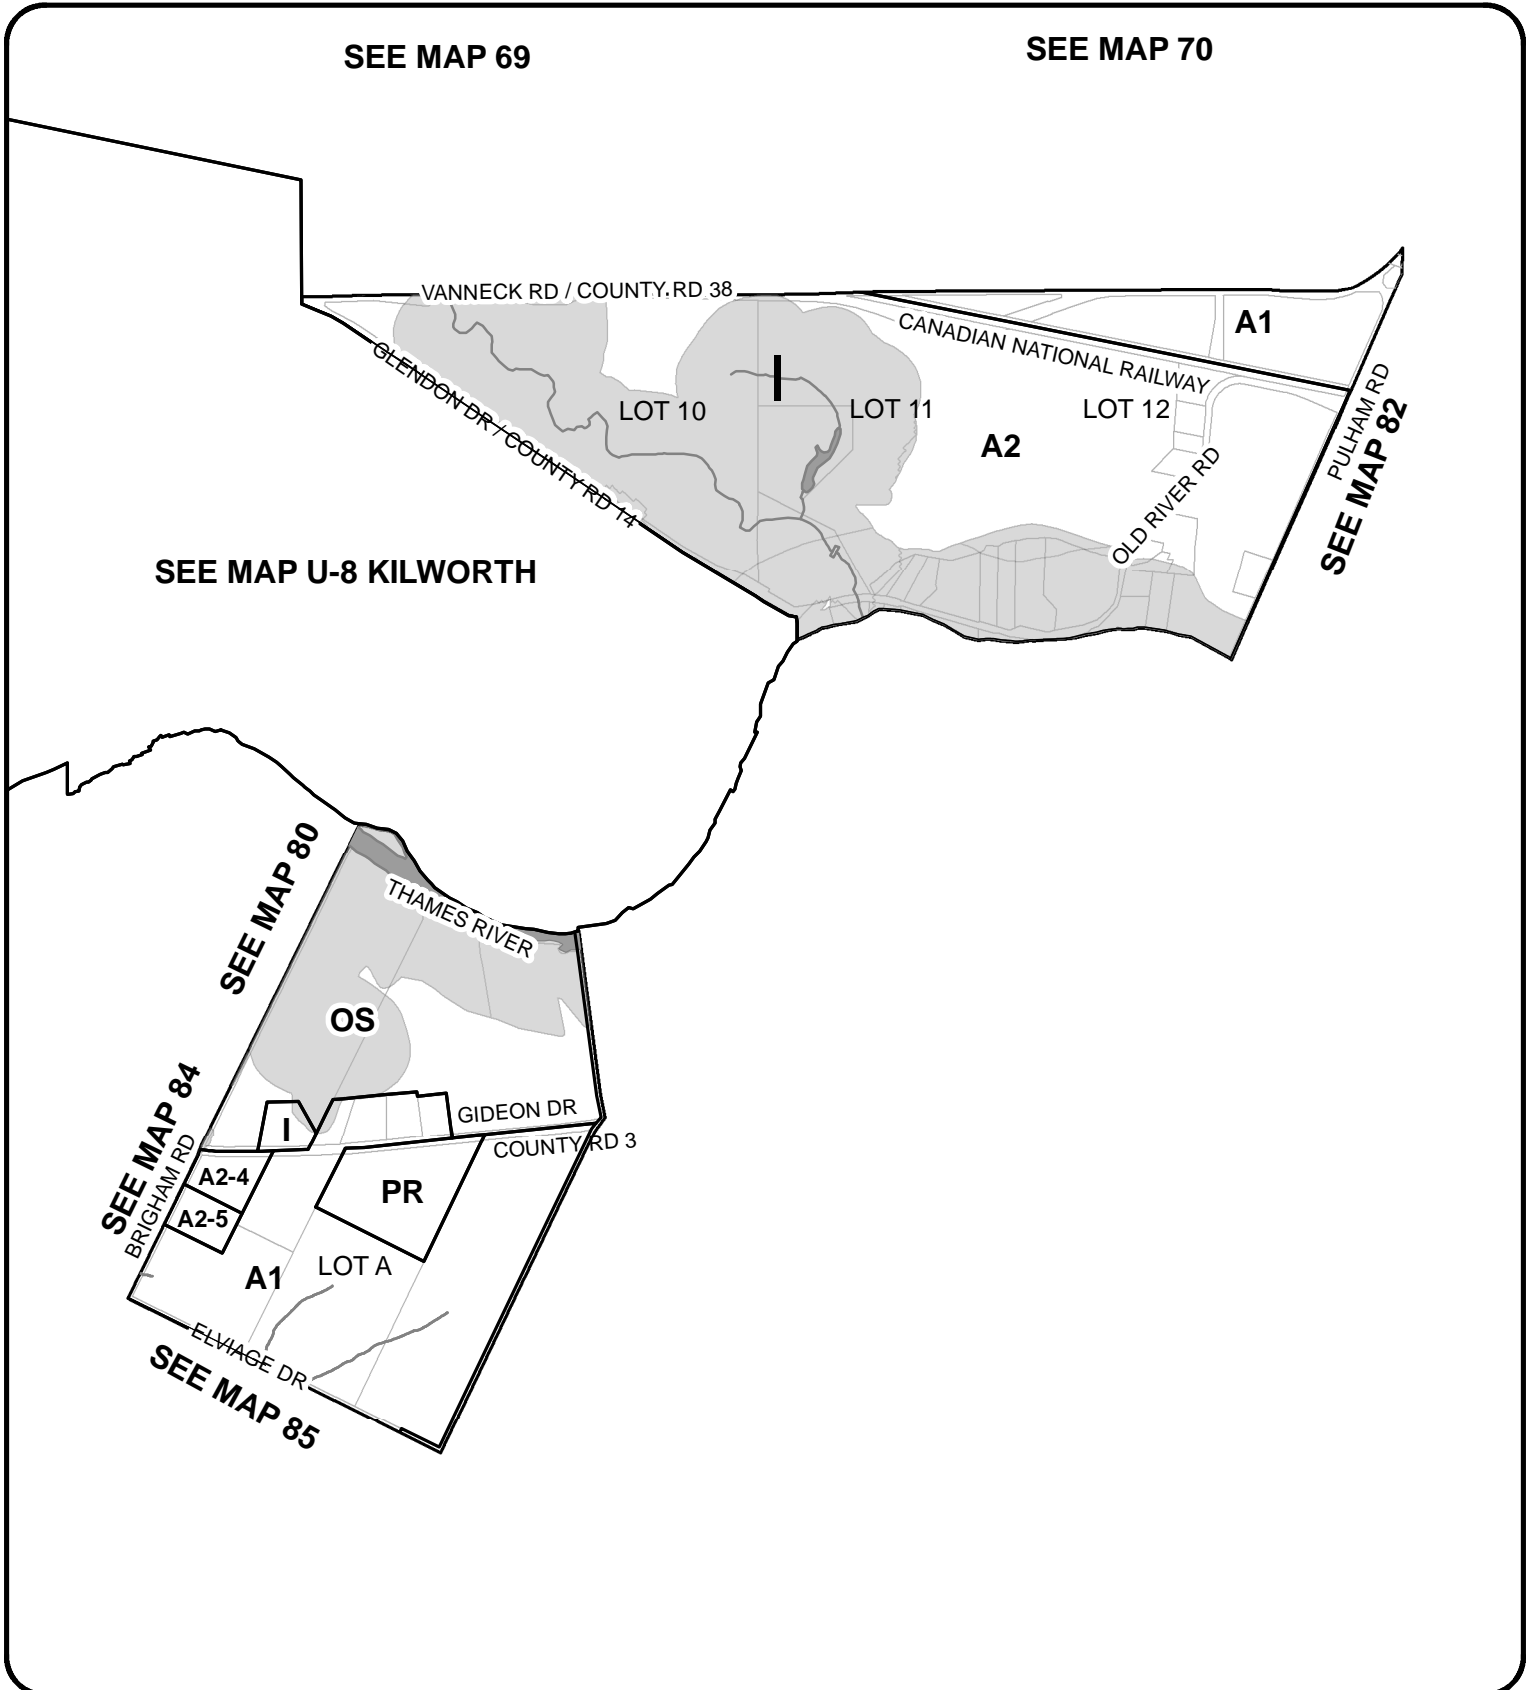 SEE MAP 69
SEE MAP 70
VANNECK RD / COUNTY RD 38
A1
CANADIAN NATIONAL RAILWAY
GLENDON DR / COUNTY RD 14
I
LOT 10
LOT 11
LOT 12
A2
PULHAM RD
SEE MAP 82
OLD RIVER RD
SEE MAP U-8 KILWORTH
SEE MAP 80
THAMES RIVER
OS
SEE MAP 84
BRIGHAM RD
I
GIDEON DR
COUNTY RD 3
A2-4
PR
A2-5
LOT A
A1
ELVIAGE DR
SEE MAP 85